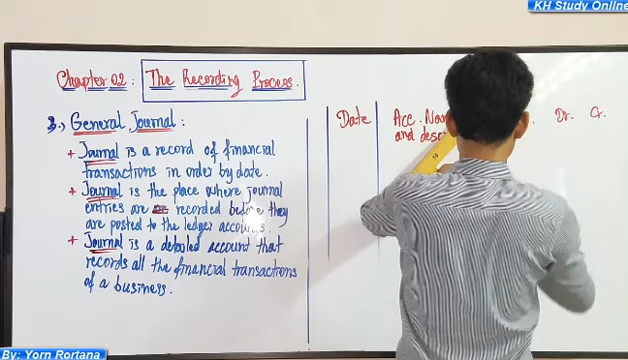 KH Study Online
Chapter 02: The Recording Process.
3., General Journal:
+ Journal is a record of financial
transactions in order by date.
+ Journal is the place where journal
entries are recorded before they
are posted to the ledger accounts.
+ Journal is a detailed account that
records all the financial transactions
of a business.
Date Acc. Dr. Cr.
and
By: Yorn Rortana